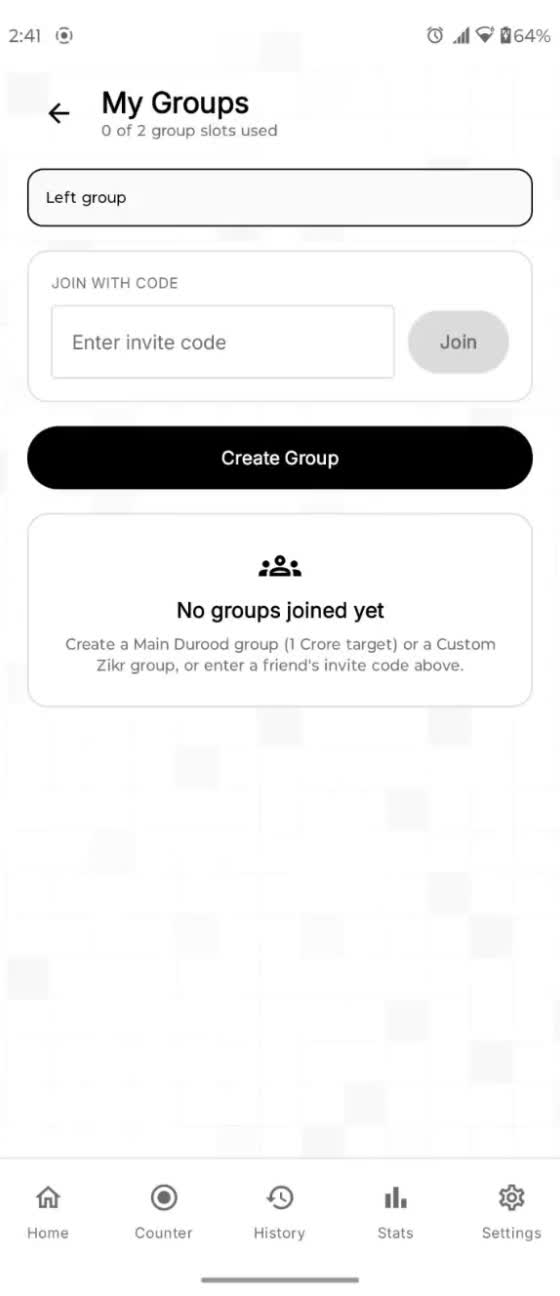 2:41 64%
My Groups
0 of 2 group slots used
Left group
JOIN WITH CODE
Enter invite code Join
Create Group
No groups joined yet
Create a Main Durood group (1 Crore target) or a Custom
Zikr group, or enter a friend's invite code above.
Home Counter History Stats Settings